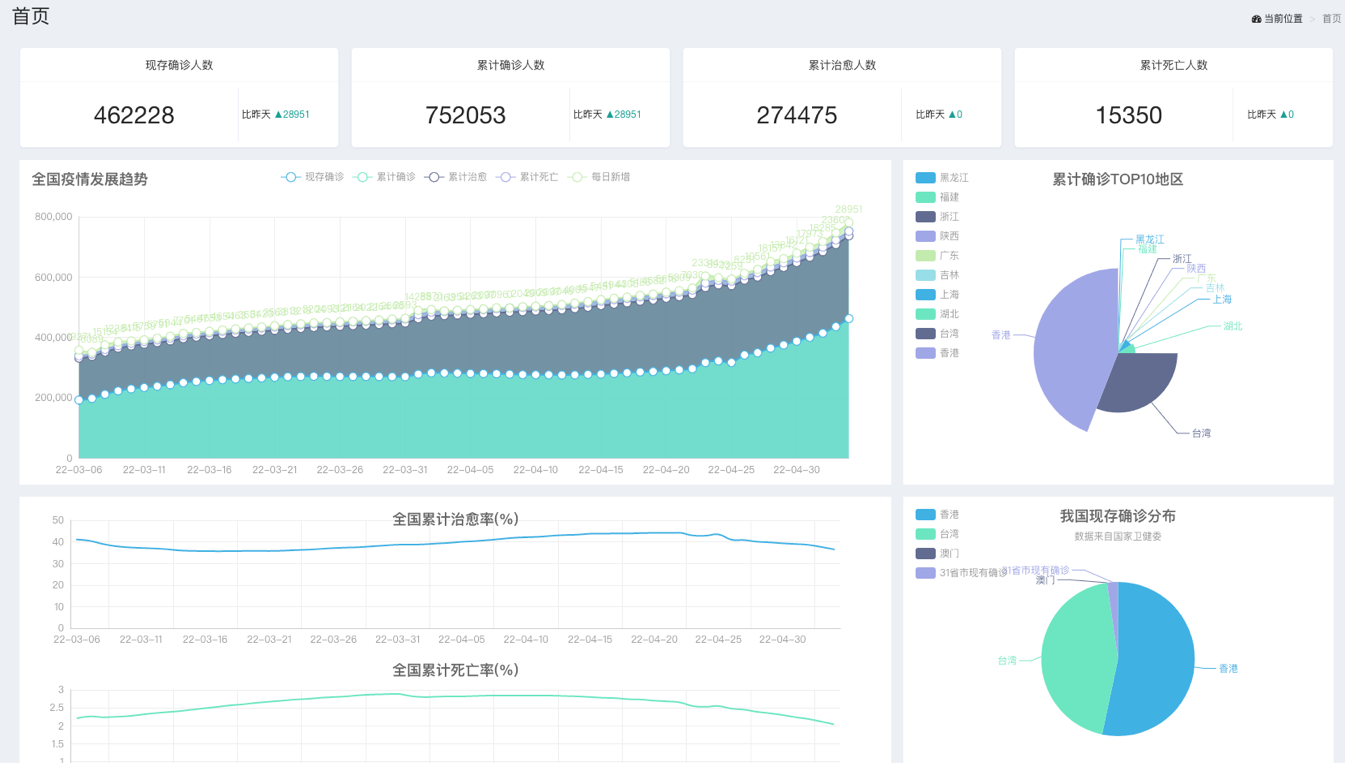 首页
当前位置 > 首页
现存确诊人数
462228
比昨天 ▲28951
累计确诊人数
752053
比昨天 ▲28951
累计治愈人数
274475
比昨天 ▲0
累计死亡人数
15350
比昨天 ▲0
全国疫情发展趋势
现存确诊 累计确诊 累计治愈 累计死亡 每日新增
28951
800,000
600,000
400,000
200,000
0
22-03-06 22-03-11 22-03-16 22-03-21 22-03-26 22-03-31 22-04-05 22-04-10 22-04-15 22-04-20 22-04-25 22-04-30
累计确诊TOP10地区
黑龙江
福建
浙江
陕西
广东
吉林
上海
湖北
台湾
香港
黑龙江
福建
浙江
陕西
广东
吉林
上海
湖北
香港
台湾
全国累计治愈率(%)
50
40
30
20
10
0
22-03-06 22-03-11 22-03-16 22-03-21 22-03-26 22-03-31 22-04-05 22-04-10 22-04-15 22-04-20 22-04-25 22-04-30
全国累计死亡率(%)
3
2.5
2
1.5
1
我国现存确诊分布
数据来自国家卫健委
香港
台湾
澳门
31省市现有确诊
31省市现有确诊
澳门
台湾
香港